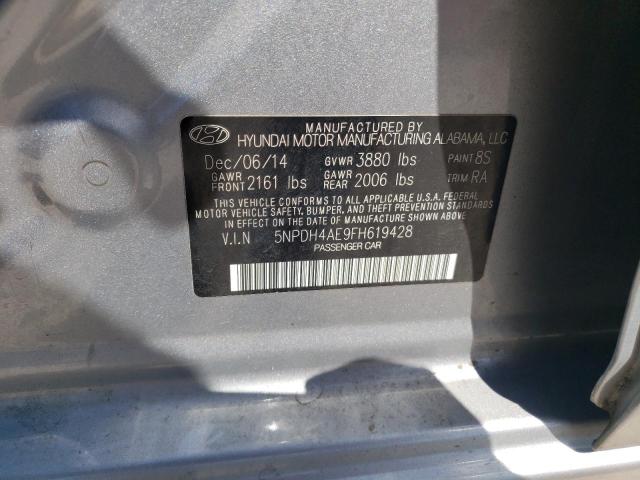 MANUFACTURED BY
HYUNDAI MOTOR MANUFACTURING ALABAMA, LLC
Dec/06/14 GVWR 3880 lbs PAINT 8S
GAWR FRONT 2161 lbs GAWR REAR 2006 lbs TRIM RA
THIS VEHICLE CONFORMS TO ALL APPLICABLE U.S.A. FEDERAL
MOTOR VEHICLE SAFETY, BUMPER, AND THEFT PREVENTION
STANDARDS IN EFFECT ON THE DATE OF MANUFACTURE SHOWN ABOVE.
V.I.N 5NPDH4AE9FH619428
PASSENGER CAR